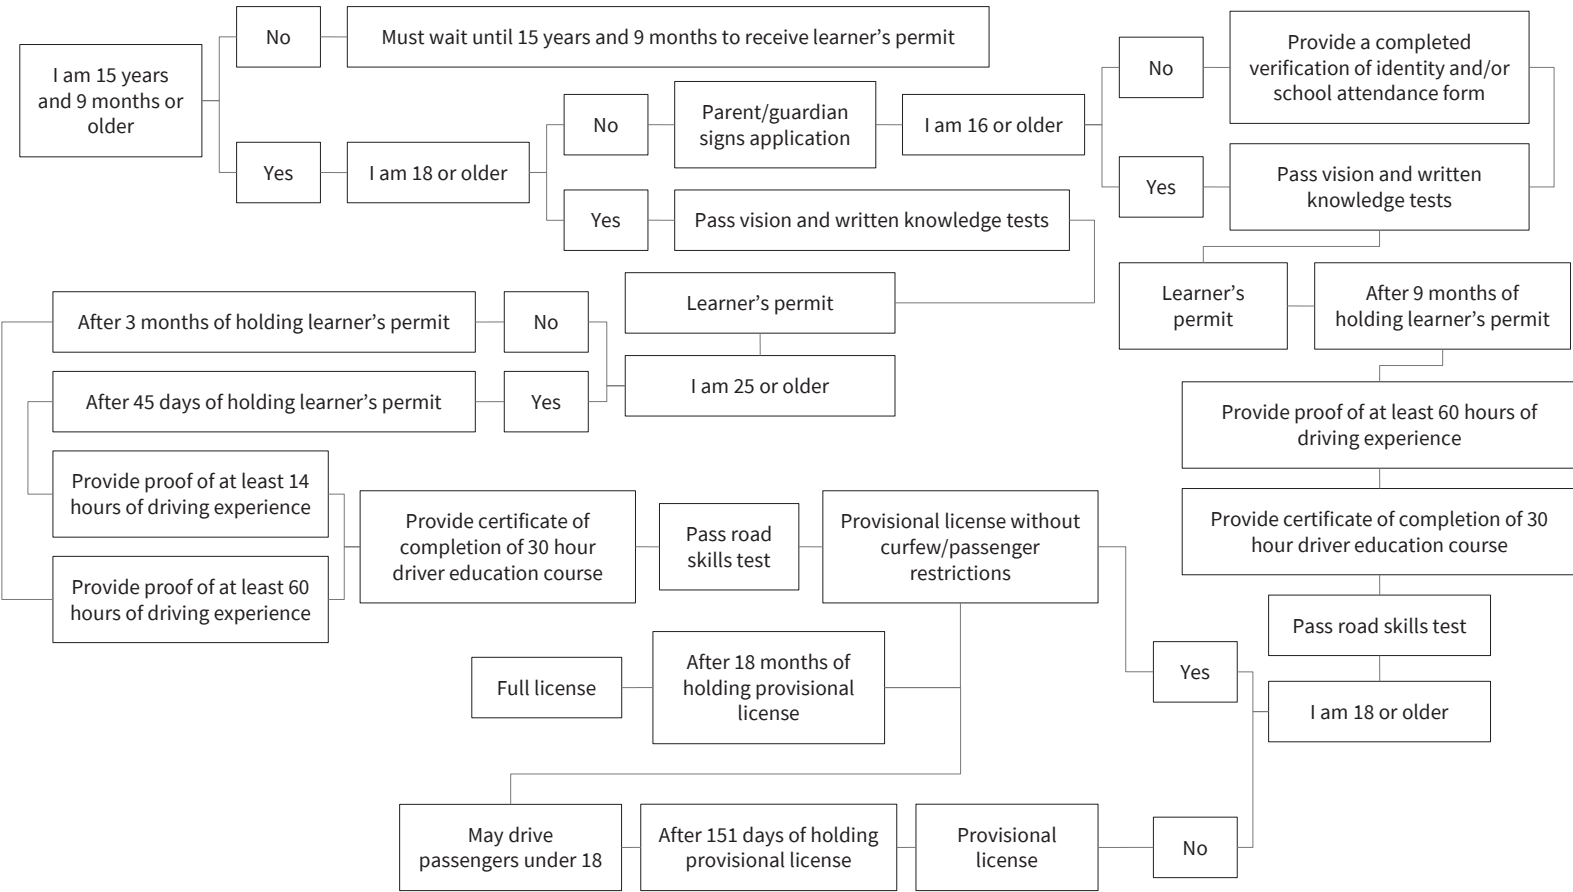 I am 15 years
and 9 months or
older
No
Must wait until 15 years and 9 months to receive learner’s permit
Yes
I am 18 or older
No
Parent/guardian
signs application
I am 16 or older
No
Provide a completed
verification of identity and/or
school attendance form
Yes
Pass vision and written
knowledge tests
Yes
Pass vision and written knowledge tests
Learner’s
permit
After 9 months of
holding learner’s permit
Learner’s permit
I am 25 or older
No
After 3 months of holding learner’s permit
Yes
After 45 days of holding learner’s permit
Provide proof of at least 14
hours of driving experience
Provide proof of at least 60
hours of driving experience
Provide certificate of
completion of 30 hour
driver education course
Pass road
skills test
Provisional license without
curfew/passenger
restrictions
Provide proof of at least 60 hours of
driving experience
Provide certificate of completion of 30
hour driver education course
Pass road skills test
I am 18 or older
Yes
After 18 months of
holding provisional
license
Full license
No
Provisional
license
After 151 days of holding
provisional license
May drive
passengers under 18